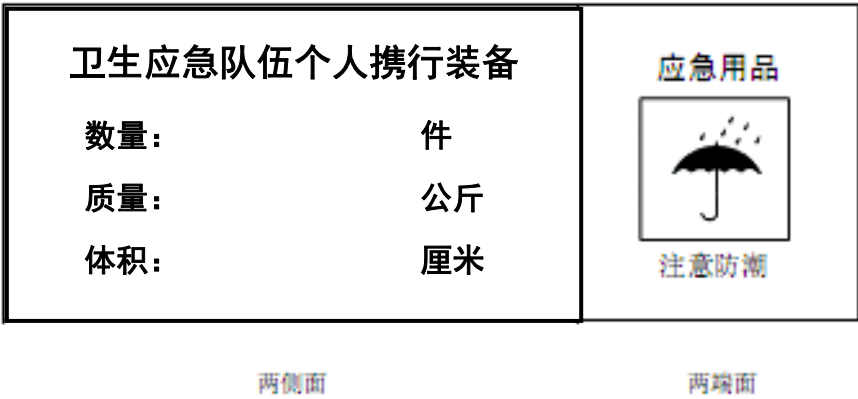 卫生应急队伍个人携行装备
数量： 件
质量： 公斤
体积： 厘米
应急用品
注意防潮
两侧面
两端面